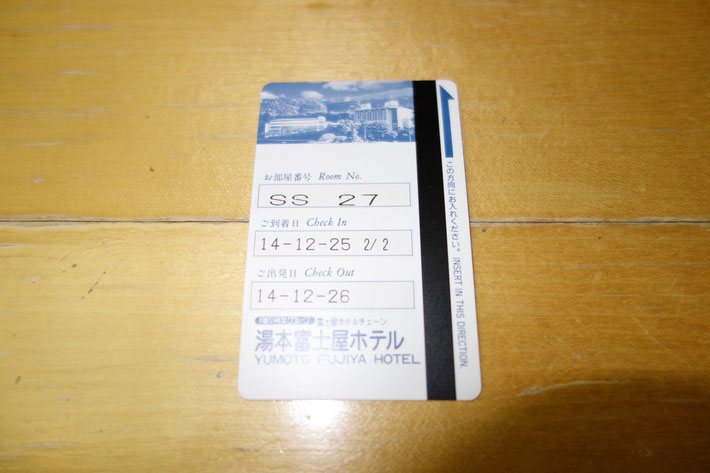 お部屋番号 Room No.
SS 27
ご到着日 Check In
14-12-25 2/2
ご出発日 Check Out
14-12-26
富士屋ホテルチェーン
湯本富士屋ホテル
YUMOTO FUJIYA HOTEL
この方向にお入れください。 INSERT IN THIS DIRECTION.